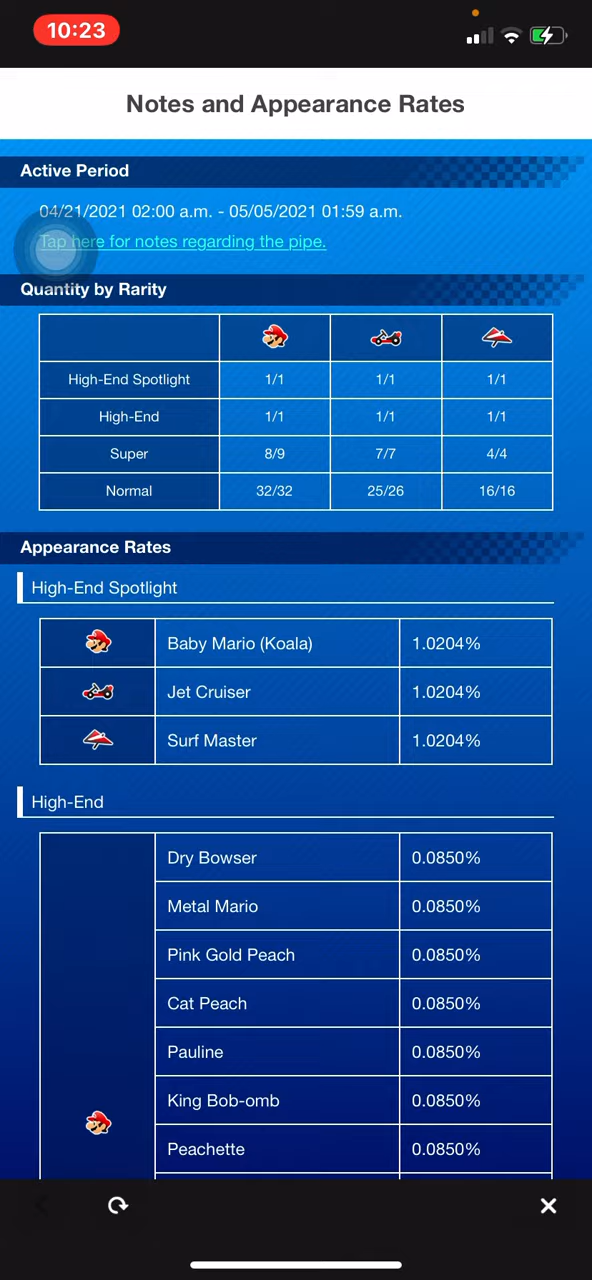 10:23
Notes and Appearance Rates
Active Period
04/21/2021 02:00 a.m. - 05/05/2021 01:59 a.m.
Tap here for notes regarding the pipe.
Quantity by Rarity
High-End Spotlight 1/1 1/1 1/1
High-End 1/1 1/1 1/1
Super 8/9 7/7 4/4
Normal 32/32 25/26 16/16
Appearance Rates
High-End Spotlight
Baby Mario (Koala) 1.0204%
Jet Cruiser 1.0204%
Surf Master 1.0204%
High-End
Dry Bowser 0.0850%
Metal Mario 0.0850%
Pink Gold Peach 0.0850%
Cat Peach 0.0850%
Pauline 0.0850%
King Bob-omb 0.0850%
Peachette 0.0850%